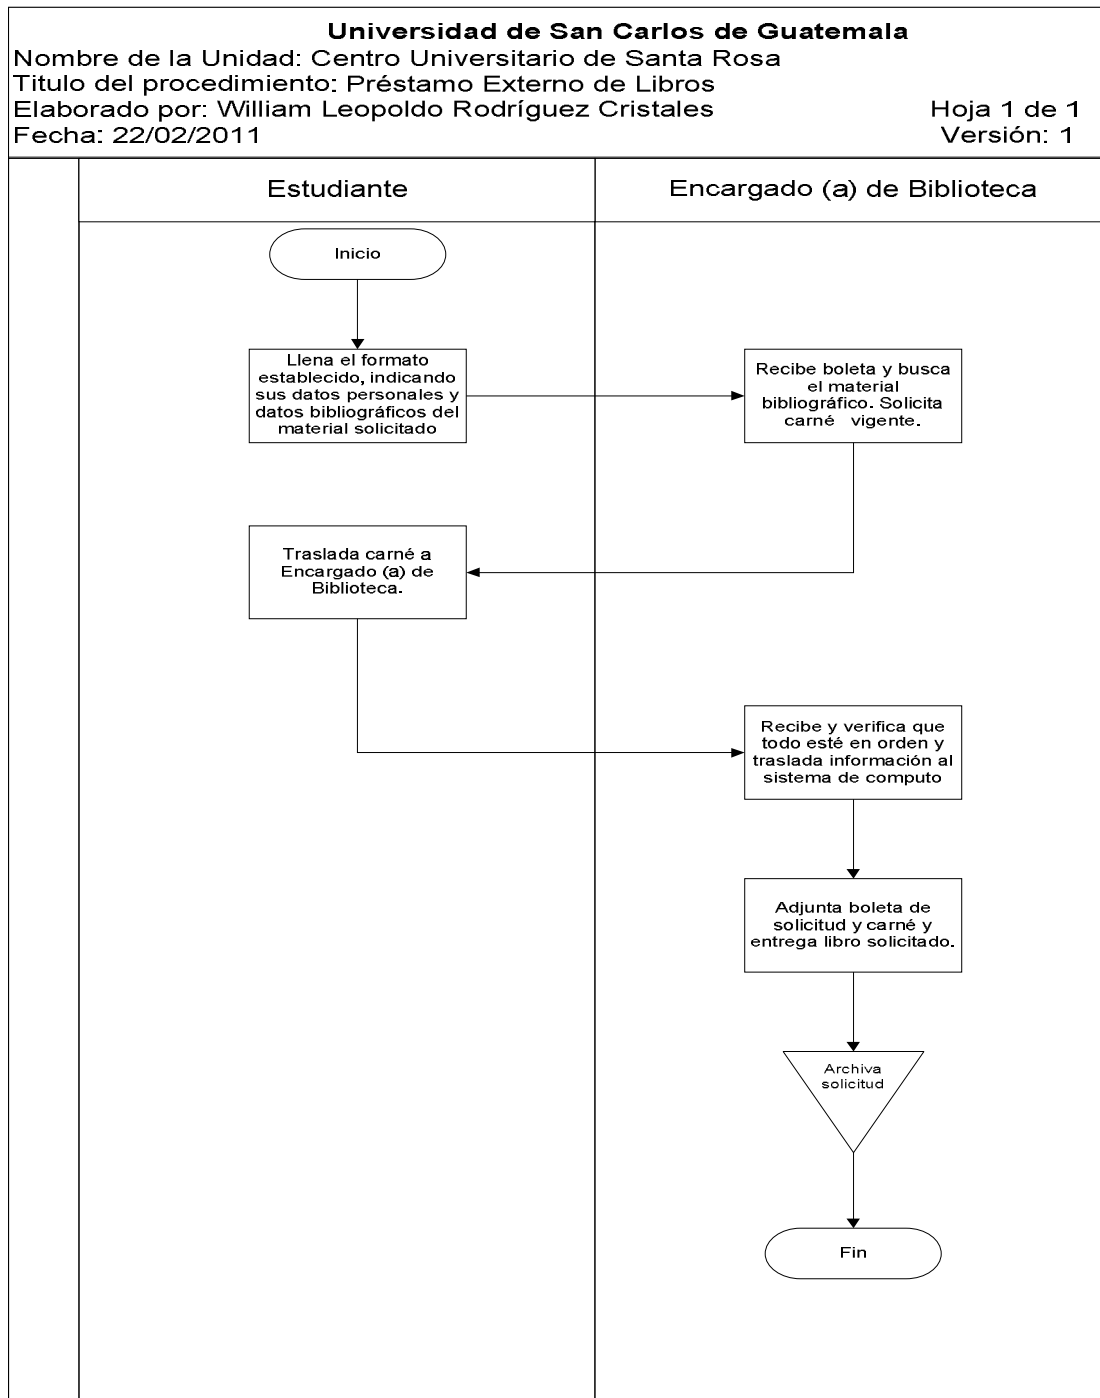 Universidad de San Carlos de Guatemala
Nombre de la Unidad: Centro Universitario de Santa Rosa
Titulo del procedimiento: Préstamo Externo de Libros
Elaborado por: William Leopoldo Rodríguez Cristales
Hoja 1 de 1
Fecha: 22/02/2011
Versión: 1
Estudiante
Encargado (a) de Biblioteca
Inicio
Llena el formato
establecido, indicando
sus datos personales y
datos bibliográficos del
material solicitado
Recibe boleta y busca
el material
bibliográfico. Solicita
carné vigente.
Traslada carné a
Encargado (a) de
Biblioteca.
Recibe y verifica que
todo esté en orden y
traslada información al
sistema de computo
Adjunta boleta de
solicitud y carné y
entrega libro solicitado.
Archiva
solicitud
Fin